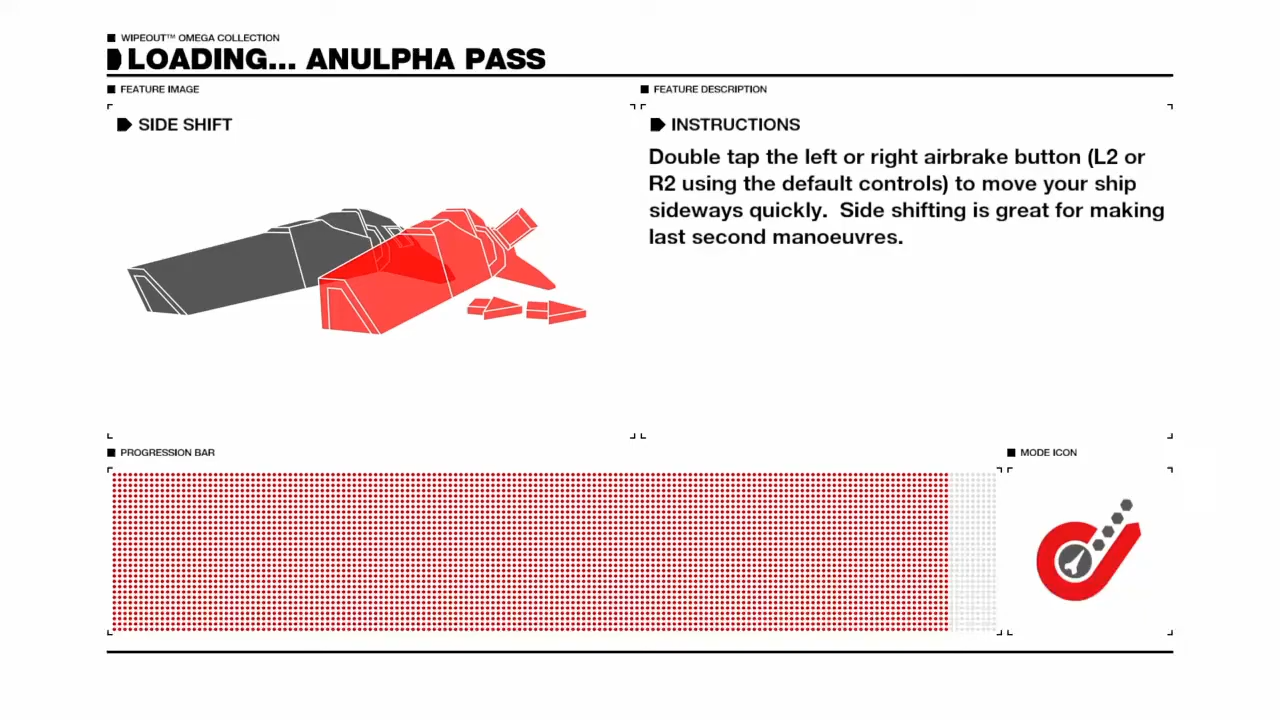 WIPEOUT™ OMEGA COLLECTION
LOADING... ANULPHA PASS
FEATURE IMAGE
SIDE SHIFT
FEATURE DESCRIPTION
INSTRUCTIONS
Double tap the left or right airbrake button (L2 or
R2 using the default controls) to move your ship
sideways quickly.  Side shifting is great for making
last second manoeuvres.
PROGRESSION BAR
MODE ICON